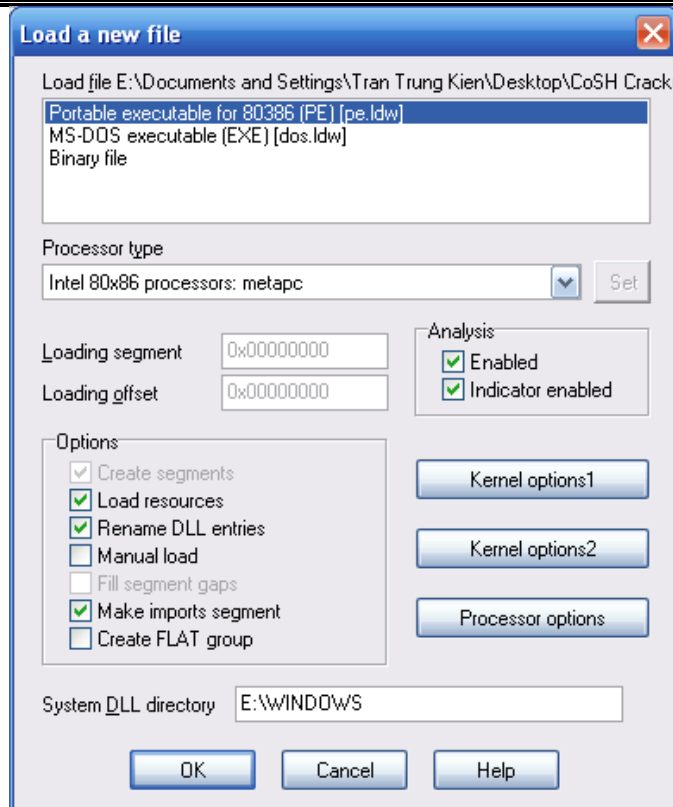 Load a new file
Load file E:\Documents and Settings\Tran Trung Kien\Desktop\CoSH Crack
Portable executable for 80386 (PE) [pe.ldw]
MS-DOS executable (EXE) [dos.ldw]
Binary file
Processor type
Intel 80x86 processors: metapc
Set
Loading segment
0x00000000
Loading offset
0x00000000
Analysis
Enabled
Indicator enabled
Options
Create segments
Load resources
Rename DLL entries
Manual load
Fill segment gaps
Make imports segment
Create FLAT group
Kernel options1
Kernel options2
Processor options
System DLL directory
E:\WINDOWS
OK
Cancel
Help